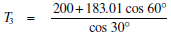 T₃ = 200 + 183.01 cos 60° / cos 30°